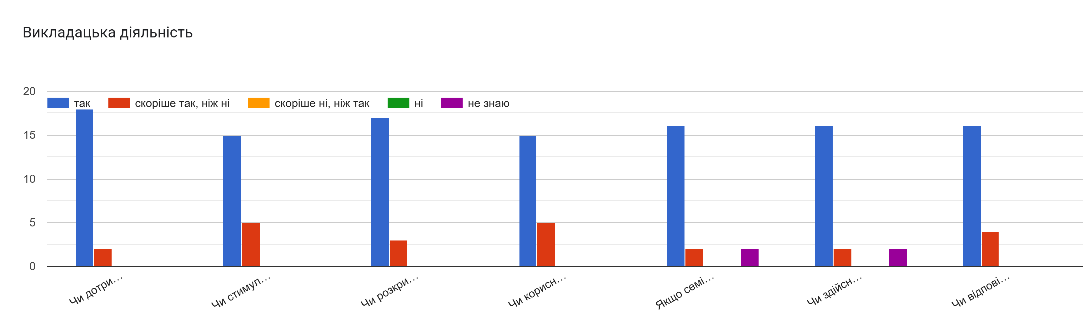 Викладацька діяльність
20
так
скоріше так, ніж ні
скоріше ні, ніж так
ні
не знаю
15
10
5
0
Чи дотри…
Чи стимул…
Чи розкри…
Чи корисн…
Якщо семі…
Чи здійсн…
Чи відпові…